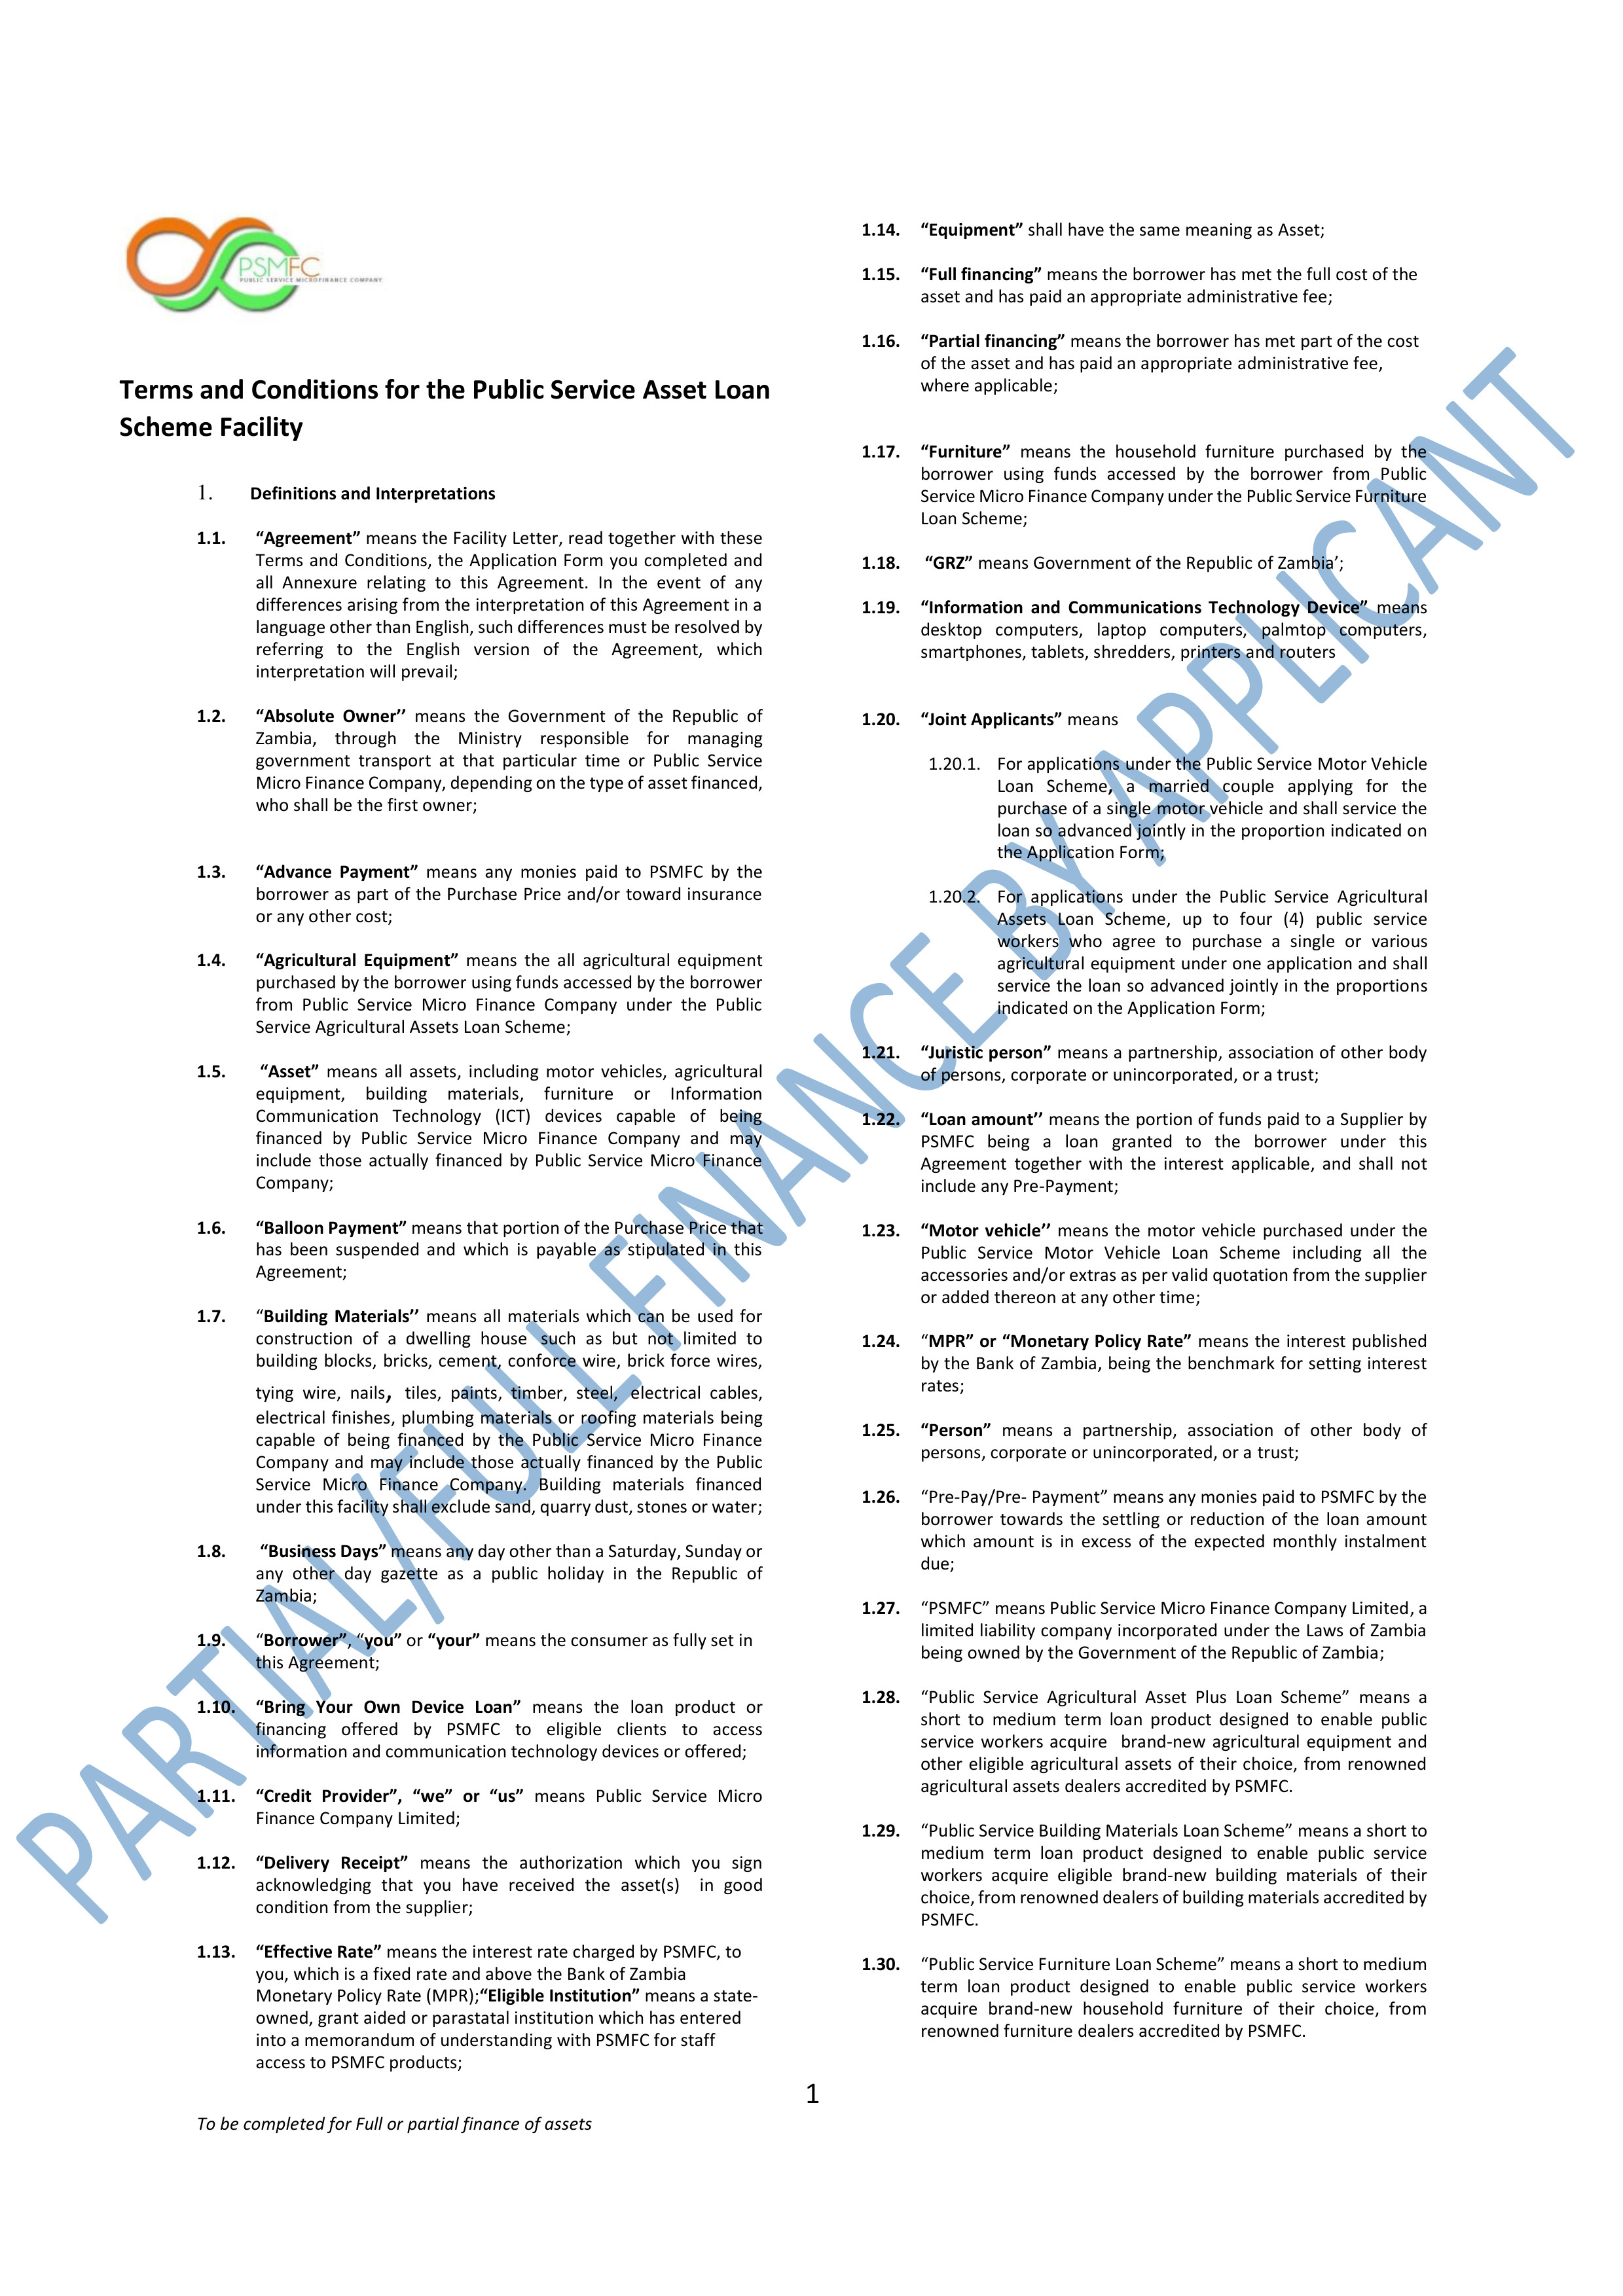 PSMFC
PUBLIC SERVICE MICROFINANCE COMPANY
Terms and Conditions for the Public Service Asset Loan
Scheme Facility
1. Definitions and Interpretations
1.1. “Agreement” means the Facility Letter, read together with these
Terms and Conditions, the Application Form you completed and
all Annexure relating to this Agreement. In the event of any
differences arising from the interpretation of this Agreement in a
language other than English, such differences must be resolved by
referring to the English version of the Agreement, which
interpretation will prevail;
1.2. “Absolute Owner’’ means the Government of the Republic of
Zambia, through the Ministry responsible for managing
government transport at that particular time or Public Service
Micro Finance Company, depending on the type of asset financed,
who shall be the first owner;
1.3. “Advance Payment” means any monies paid to PSMFC by the
borrower as part of the Purchase Price and/or toward insurance
or any other cost;
1.4. “Agricultural Equipment” means the all agricultural equipment
purchased by the borrower using funds accessed by the borrower
from Public Service Micro Finance Company under the Public
Service Agricultural Assets Loan Scheme;
1.5. “Asset” means all assets, including motor vehicles, agricultural
equipment, building materials, furniture or Information
Communication Technology (ICT) devices capable of being
financed by Public Service Micro Finance Company and may
include those actually financed by Public Service Micro Finance
Company;
1.6. “Balloon Payment” means that portion of the Purchase Price that
has been suspended and which is payable as stipulated in this
Agreement;
1.7. “Building Materials’’ means all materials which can be used for
construction of a dwelling house such as but not limited to
building blocks, bricks, cement, conforce wire, brick force wires,
tying wire, nails, tiles, paints, timber, steel, electrical cables,
electrical finishes, plumbing materials or roofing materials being
capable of being financed by the Public Service Micro Finance
Company and may include those actually financed by the Public
Service Micro Finance Company. Building materials financed
under this facility shall exclude sand, quarry dust, stones or water;
1.8. “Business Days” means any day other than a Saturday, Sunday or
any other day gazette as a public holiday in the Republic of
Zambia;
1.9. “Borrower”, “you” or “your” means the consumer as fully set in
this Agreement;
1.10. “Bring Your Own Device Loan” means the loan product or
financing offered by PSMFC to eligible clients to access
information and communication technology devices or offered;
1.11. “Credit Provider”, “we” or “us” means Public Service Micro
Finance Company Limited;
1.12. “Delivery Receipt” means the authorization which you sign
acknowledging that you have received the asset(s) in good
condition from the supplier;
1.13. “Effective Rate” means the interest rate charged by PSMFC, to
you, which is a fixed rate and above the Bank of Zambia
Monetary Policy Rate (MPR);“Eligible Institution” means a state-
owned, grant aided or parastatal institution which has entered
into a memorandum of understanding with PSMFC for staff
access to PSMFC products;
1.14. “Equipment” shall have the same meaning as Asset;
1.15. “Full financing” means the borrower has met the full cost of the
asset and has paid an appropriate administrative fee;
1.16. “Partial financing” means the borrower has met part of the cost
of the asset and has paid an appropriate administrative fee,
where applicable;
1.17. “Furniture” means the household furniture purchased by the
borrower using funds accessed by the borrower from Public
Service Micro Finance Company under the Public Service Furniture
Loan Scheme;
1.18. “GRZ” means Government of the Republic of Zambia’;
1.19. “Information and Communications Technology Device” means
desktop computers, laptop computers, palmtop computers,
smartphones, tablets, shredders, printers and routers
1.20. “Joint Applicants” means
1.20.1. For applications under the Public Service Motor Vehicle
Loan Scheme, a married couple applying for the
purchase of a single motor vehicle and shall service the
loan so advanced jointly in the proportion indicated on
the Application Form;
1.20.2. For applications under the Public Service Agricultural
Assets Loan Scheme, up to four (4) public service
workers who agree to purchase a single or various
agricultural equipment under one application and shall
service the loan so advanced jointly in the proportions
indicated on the Application Form;
1.21. “Juristic person” means a partnership, association of other body
of persons, corporate or unincorporated, or a trust;
1.22. “Loan amount’’ means the portion of funds paid to a Supplier by
PSMFC being a loan granted to the borrower under this
Agreement together with the interest applicable, and shall not
include any Pre-Payment;
1.23. “Motor vehicle’’ means the motor vehicle purchased under the
Public Service Motor Vehicle Loan Scheme including all the
accessories and/or extras as per valid quotation from the supplier
or added thereon at any other time;
1.24. “MPR” or “Monetary Policy Rate” means the interest published
by the Bank of Zambia, being the benchmark for setting interest
rates;
1.25. “Person” means a partnership, association of other body of
persons, corporate or unincorporated, or a trust;
1.26. “Pre-Pay/Pre- Payment” means any monies paid to PSMFC by the
borrower towards the settling or reduction of the loan amount
which amount is in excess of the expected monthly instalment
due;
1.27. “PSMFC” means Public Service Micro Finance Company Limited, a
limited liability company incorporated under the Laws of Zambia
being owned by the Government of the Republic of Zambia;
1.28. “Public Service Agricultural Asset Plus Loan Scheme” means a
short to medium term loan product designed to enable public
service workers acquire brand-new agricultural equipment and
other eligible agricultural assets of their choice, from renowned
agricultural assets dealers accredited by PSMFC.
1.29. “Public Service Building Materials Loan Scheme” means a short to
medium term loan product designed to enable public service
workers acquire eligible brand-new building materials of their
choice, from renowned dealers of building materials accredited by
PSMFC.
1.30. “Public Service Furniture Loan Scheme” means a short to medium
term loan product designed to enable public service workers
acquire brand-new household furniture of their choice, from
renowned furniture dealers accredited by PSMFC.
1
To be completed for Full or partial finance of assets
PARTIAL/FULL FINANCE BY APPLICANT